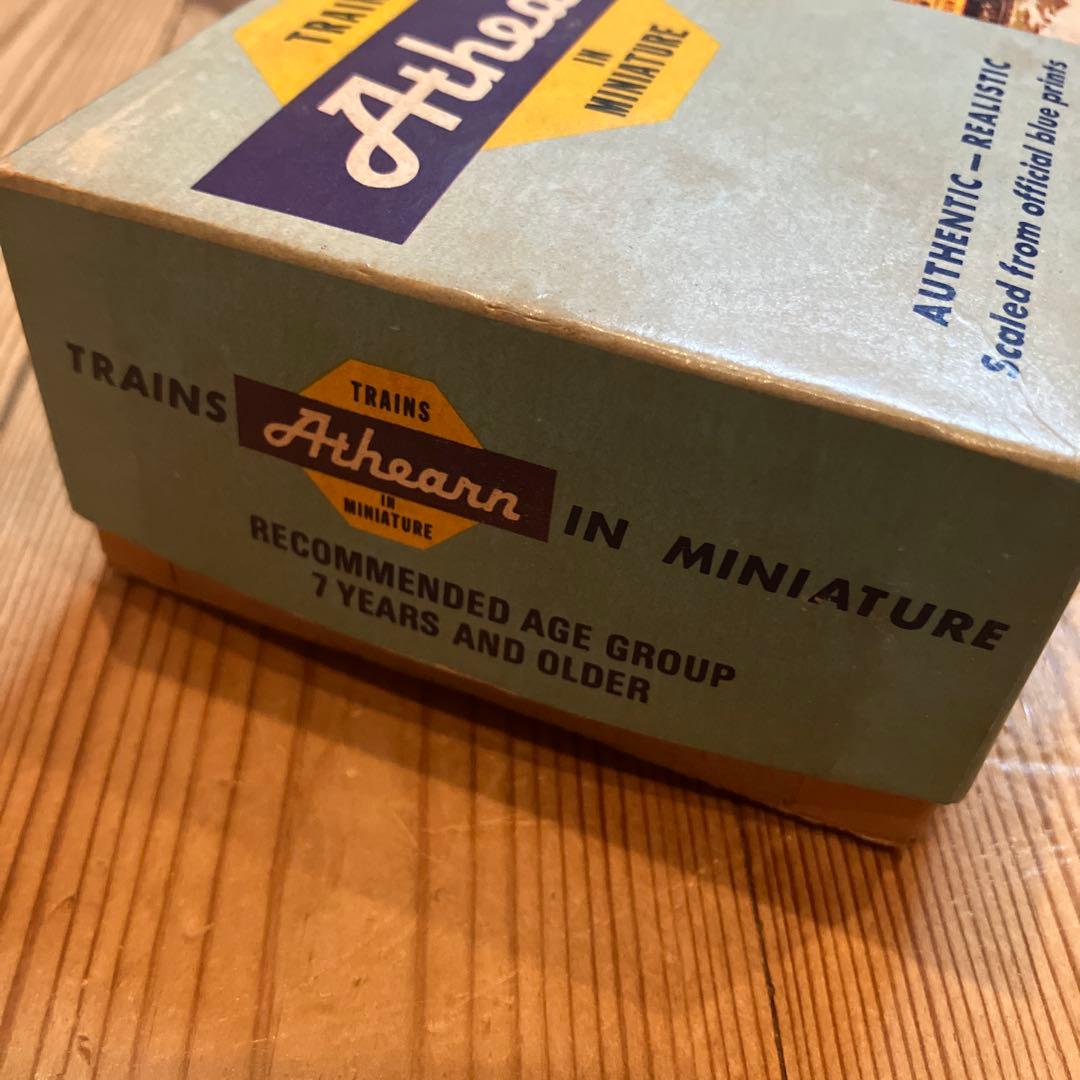 TRAINS
IN
MINIATURE
AUTHENTIC — REALISTIC
Scaled from official blue prints
TRAINS
TRAINS
Athearn
IN
MINIATURE
IN MINIATURE
RECOMMENDED AGE GROUP
7 YEARS AND OLDER